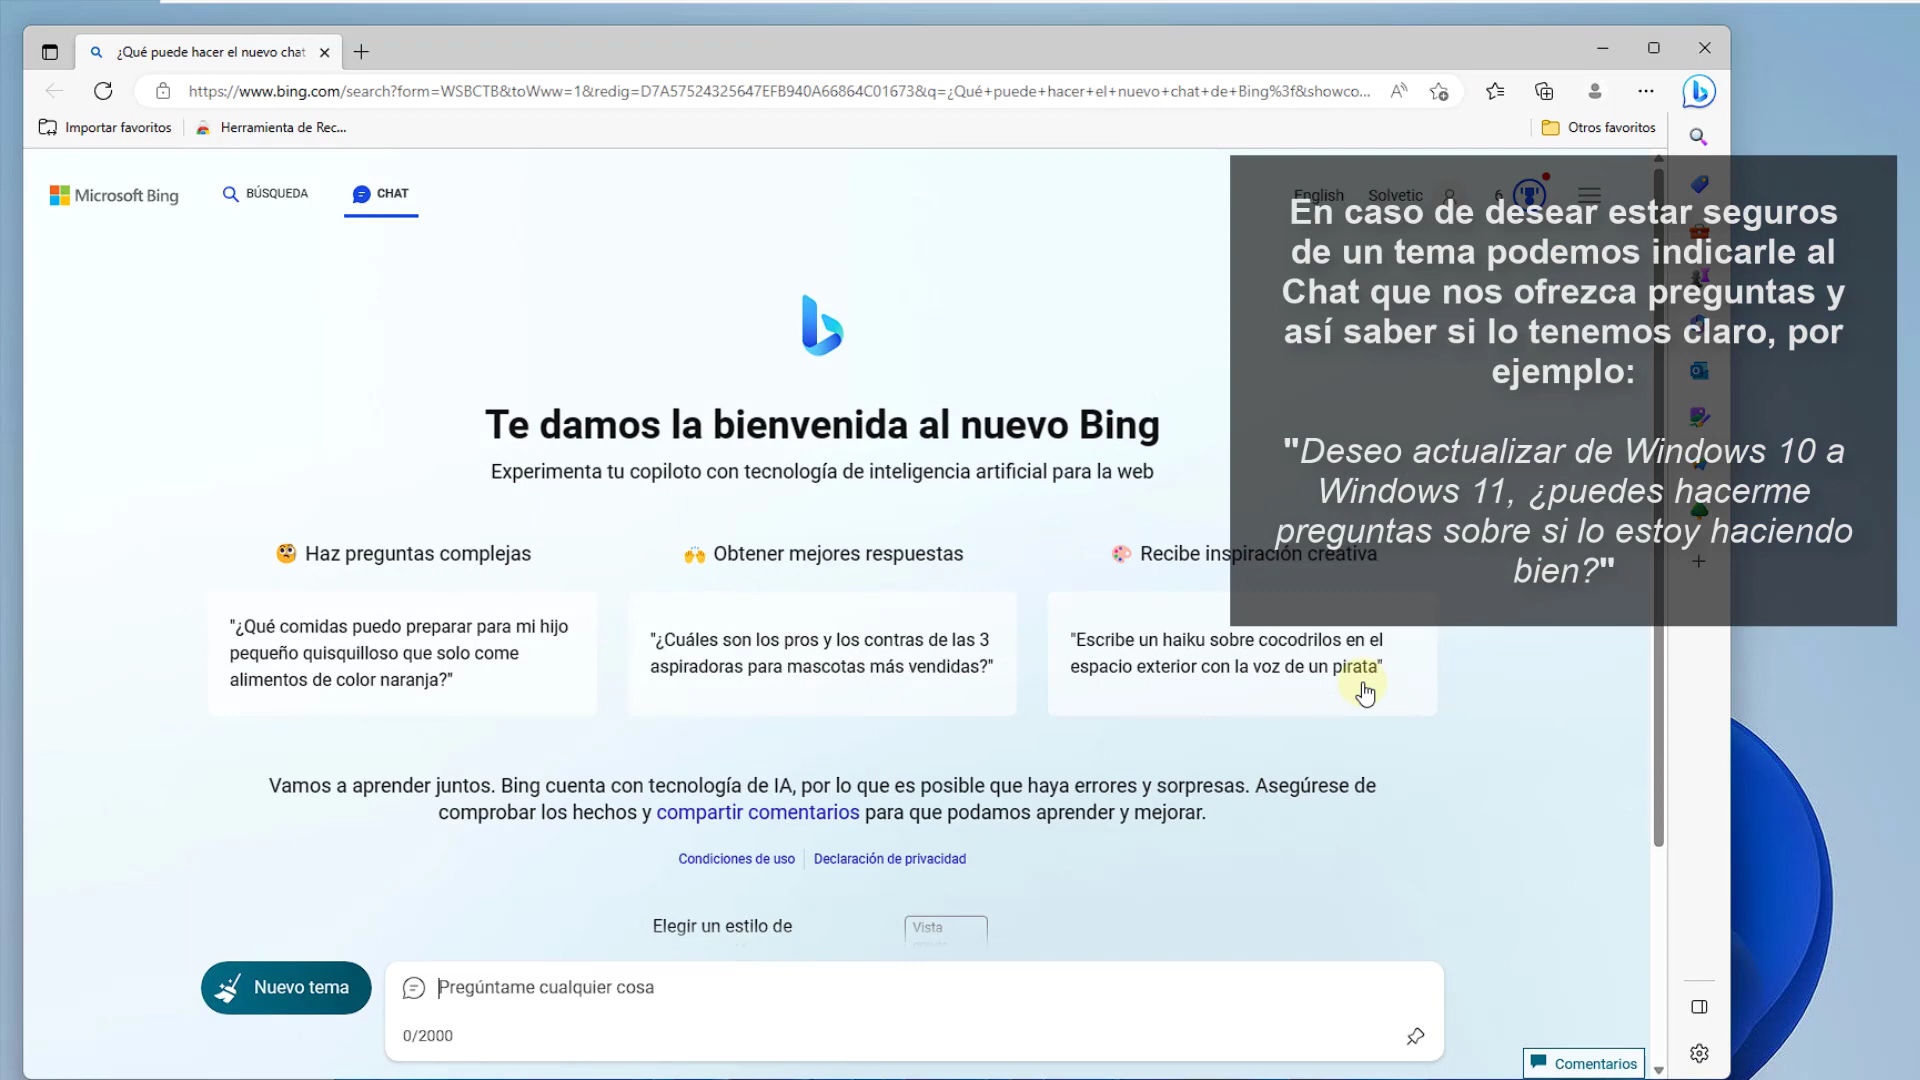 ¿Qué puede hacer el nuevo chat
https://www.bing.com/search?form=WSBCTB&toWww=1&redig=D7A57524325647EFB940A66864C01673&q=¿Qué+puede+hacer+el+nuevo+chat+de+Bing%3f&showco...
Importar favoritos
Herramienta de Rec...
Otros favoritos
Microsoft Bing
BÚSQUEDA
CHAT
English
Solvetic
6
En caso de desear estar seguros
de un tema podemos indicarle al
Chat que nos ofrezca preguntas y
así saber si lo tenemos claro, por
ejemplo:
"Deseo actualizar de Windows 10 a
Windows 11, ¿puedes hacerme
preguntas sobre si lo estoy haciendo
bien?"
Te damos la bienvenida al nuevo Bing
Experimenta tu copiloto con tecnología de inteligencia artificial para la web
Haz preguntas complejas
Obtener mejores respuestas
Recibe inspiración creativa
"¿Qué comidas puedo preparar para mi hijo
pequeño quisquilloso que solo come
alimentos de color naranja?"
"¿Cuáles son los pros y los contras de las 3
aspiradoras para mascotas más vendidas?"
"Escribe un haiku sobre cocodrilos en el
espacio exterior con la voz de un pirata"
Vamos a aprender juntos. Bing cuenta con tecnología de IA, por lo que es posible que haya errores y sorpresas. Asegúrese de
comprobar los hechos y compartir comentarios para que podamos aprender y mejorar.
Condiciones de uso
Declaración de privacidad
Elegir un estilo de
Vista
Nuevo tema
Pregúntame cualquier cosa
0/2000
Comentarios